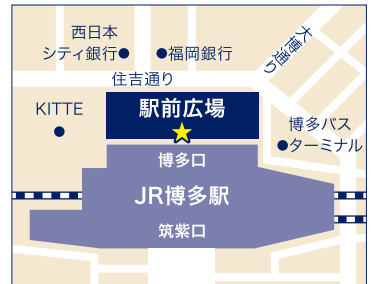 西日本
シティ銀行
福岡銀行
大博通り
住吉通り
KITTE
駅前広場
博多バス
ターミナル
博多口
JR博多駅
筑紫口